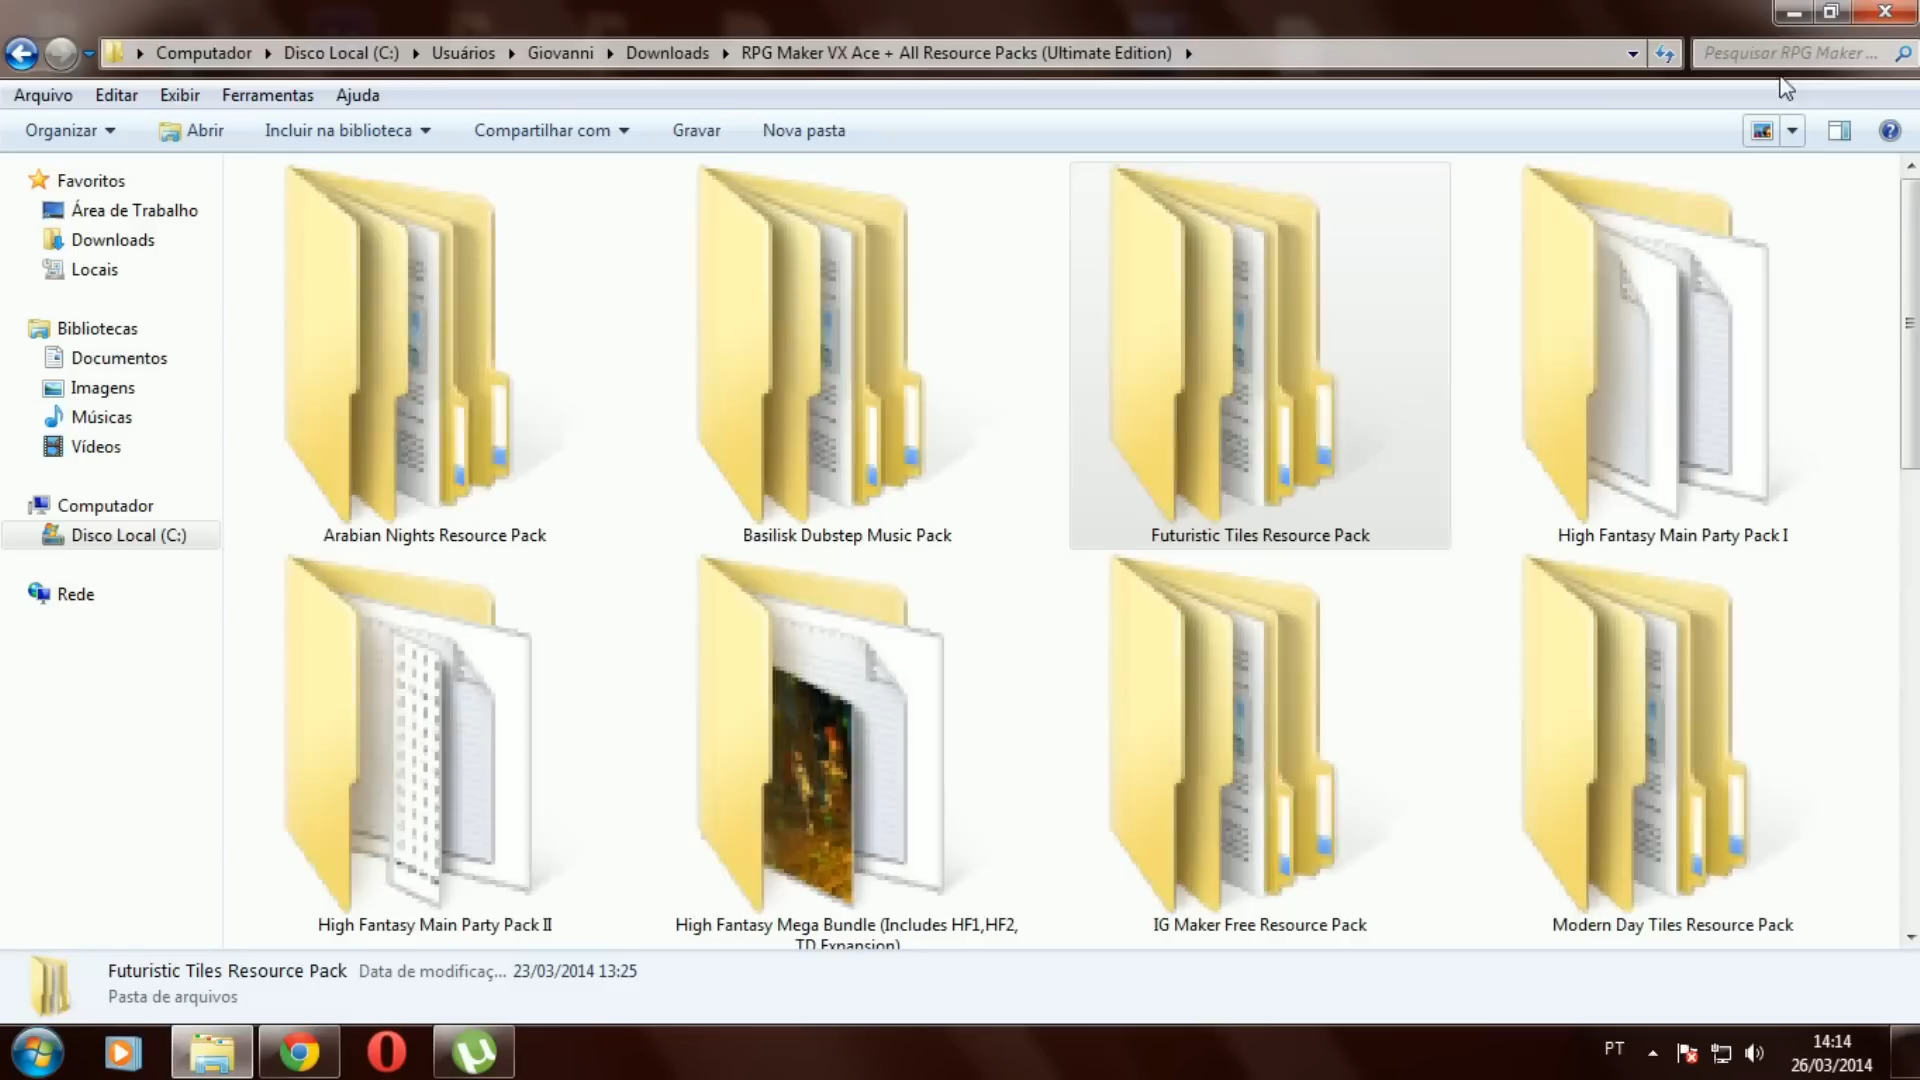 Computador Disco Local (C:) Usuários Giovanni Downloads RPG Maker VX Ace + All Resource Packs (Ultimate Edition)
Pesquisar RPG Maker ...
Arquivo Editar Exibir Ferramentas Ajuda
Organizar Abrir Incluir na biblioteca Compartilhar com Gravar Nova pasta
Favoritos
Área de Trabalho
Downloads
Locais
Bibliotecas
Documentos
Imagens
Músicas
Vídeos
Computador
Disco Local (C:)
Rede
Arabian Nights Resource Pack
Basilisk Dubstep Music Pack
Futuristic Tiles Resource Pack
High Fantasy Main Party Pack I
High Fantasy Main Party Pack II
High Fantasy Mega Bundle (Includes HF1,HF2,
TD Expansion)
IG Maker Free Resource Pack
Modern Day Tiles Resource Pack
Futuristic Tiles Resource Pack Data de modificaç... 23/03/2014 13:25
Pasta de arquivos
PT
14:14
26/03/2014